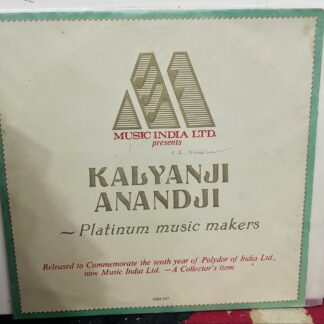 MUSIC INDIA LTD.
presents
KALYANJI
ANANDJI
~Platinum music makers
Released to Commemorate the tenth year of Polydor of India Ltd.,
now Music India Ltd. —A Collector's item